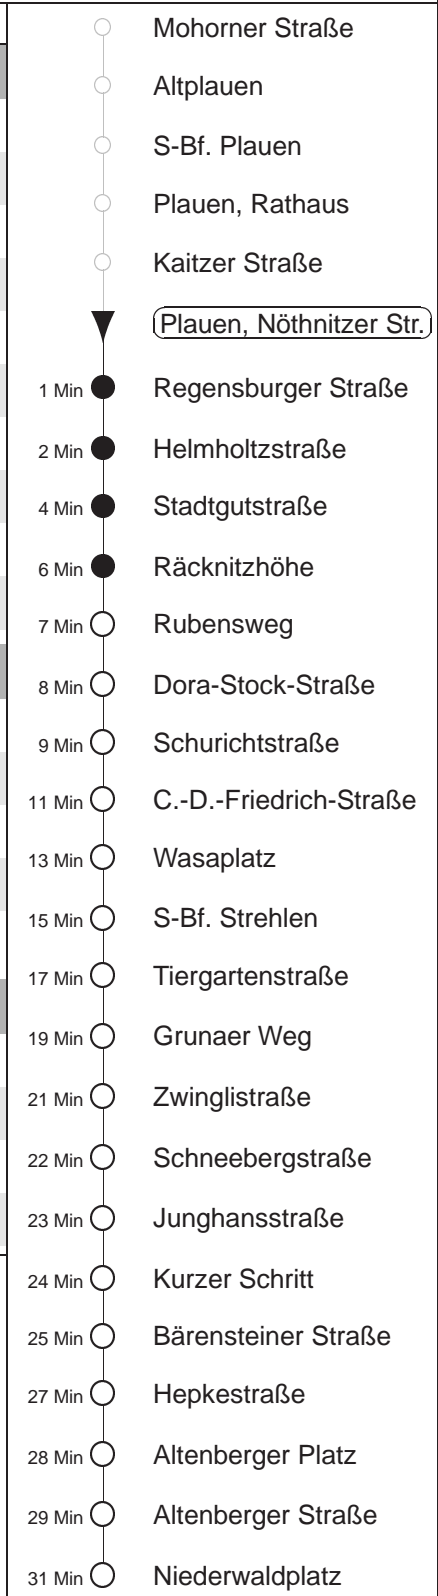 Mohorner Straße
Altplauen
S-Bf. Plauen
Plauen, Rathaus
Kaitzer Straße
Plauen, Nöthnitzer Str.
1 Min Regensburger Straße
2 Min Helmholtzstraße
4 Min Stadtgutstraße
6 Min Räcknitzhöhe
7 Min Rubensweg
8 Min Dora-Stock-Straße
9 Min Schurichtstraße
11 Min C.-D.-Friedrich-Straße
13 Min Wasaplatz
15 Min S-Bf. Strehlen
17 Min Tiergartenstraße
19 Min Grunaer Weg
21 Min Zwinglistraße
22 Min Schneebergstraße
23 Min Junghansstraße
24 Min Kurzer Schritt
25 Min Bärensteiner Straße
27 Min Hepkestraße
28 Min Altenberger Platz
29 Min Altenberger Straße
31 Min Niederwaldplatz